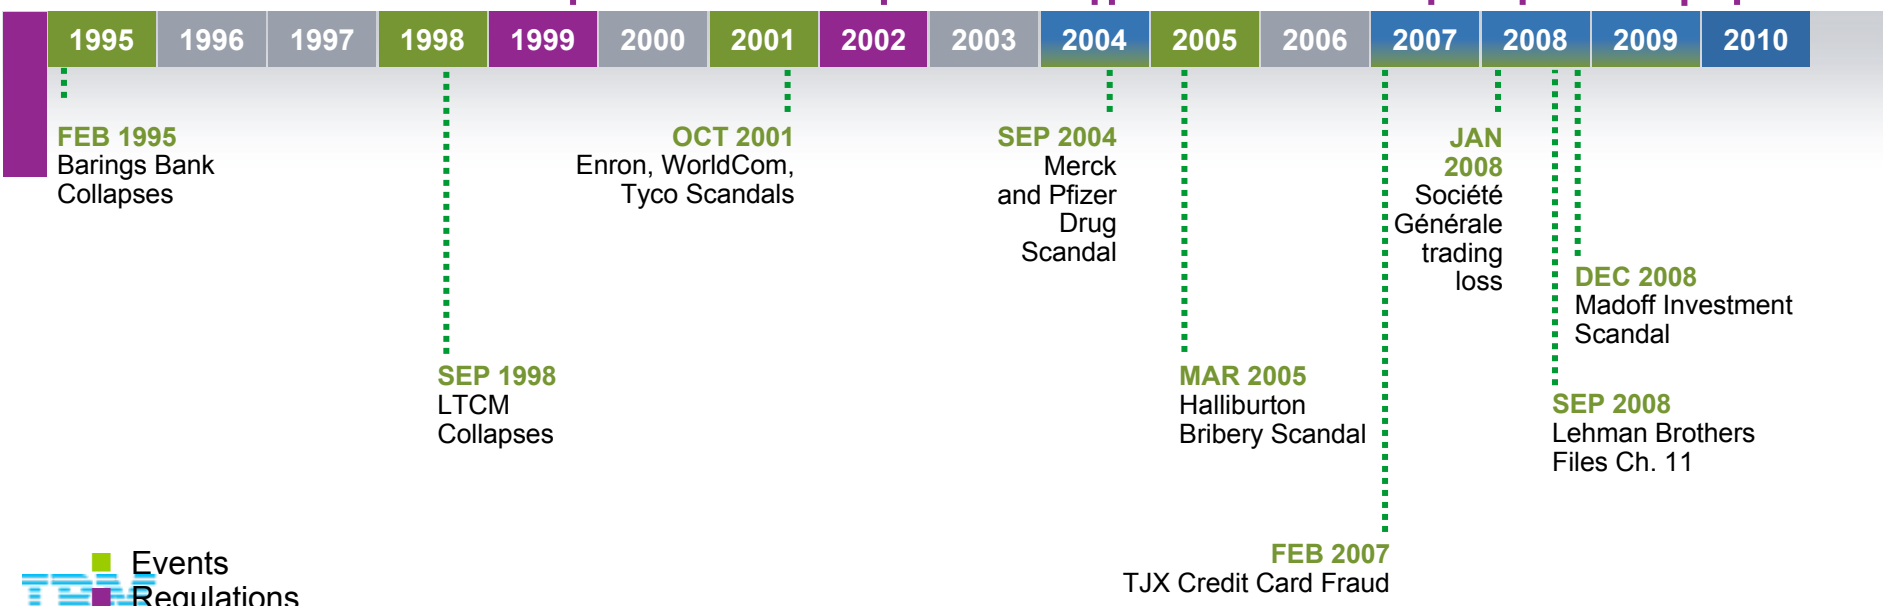 1995 1996 1997 1998 1999 2000 2001 2002 2003 2004 2005 2006 2007 2008 2009 2010
FEB 1995
Barings Bank
Collapses
OCT 2001
Enron, WorldCom,
Tyco Scandals
SEP 2004
Merck
and Pfizer
Drug
Scandal
JAN
2008
Société
Générale
trading
loss
DEC 2008
Madoff Investment
Scandal
SEP 1998
LTCM
Collapses
MAR 2005
Halliburton
Bribery Scandal
SEP 2008
Lehman Brothers
Files Ch. 11
FEB 2007
TJX Credit Card Fraud
Events
Regulations
IBM